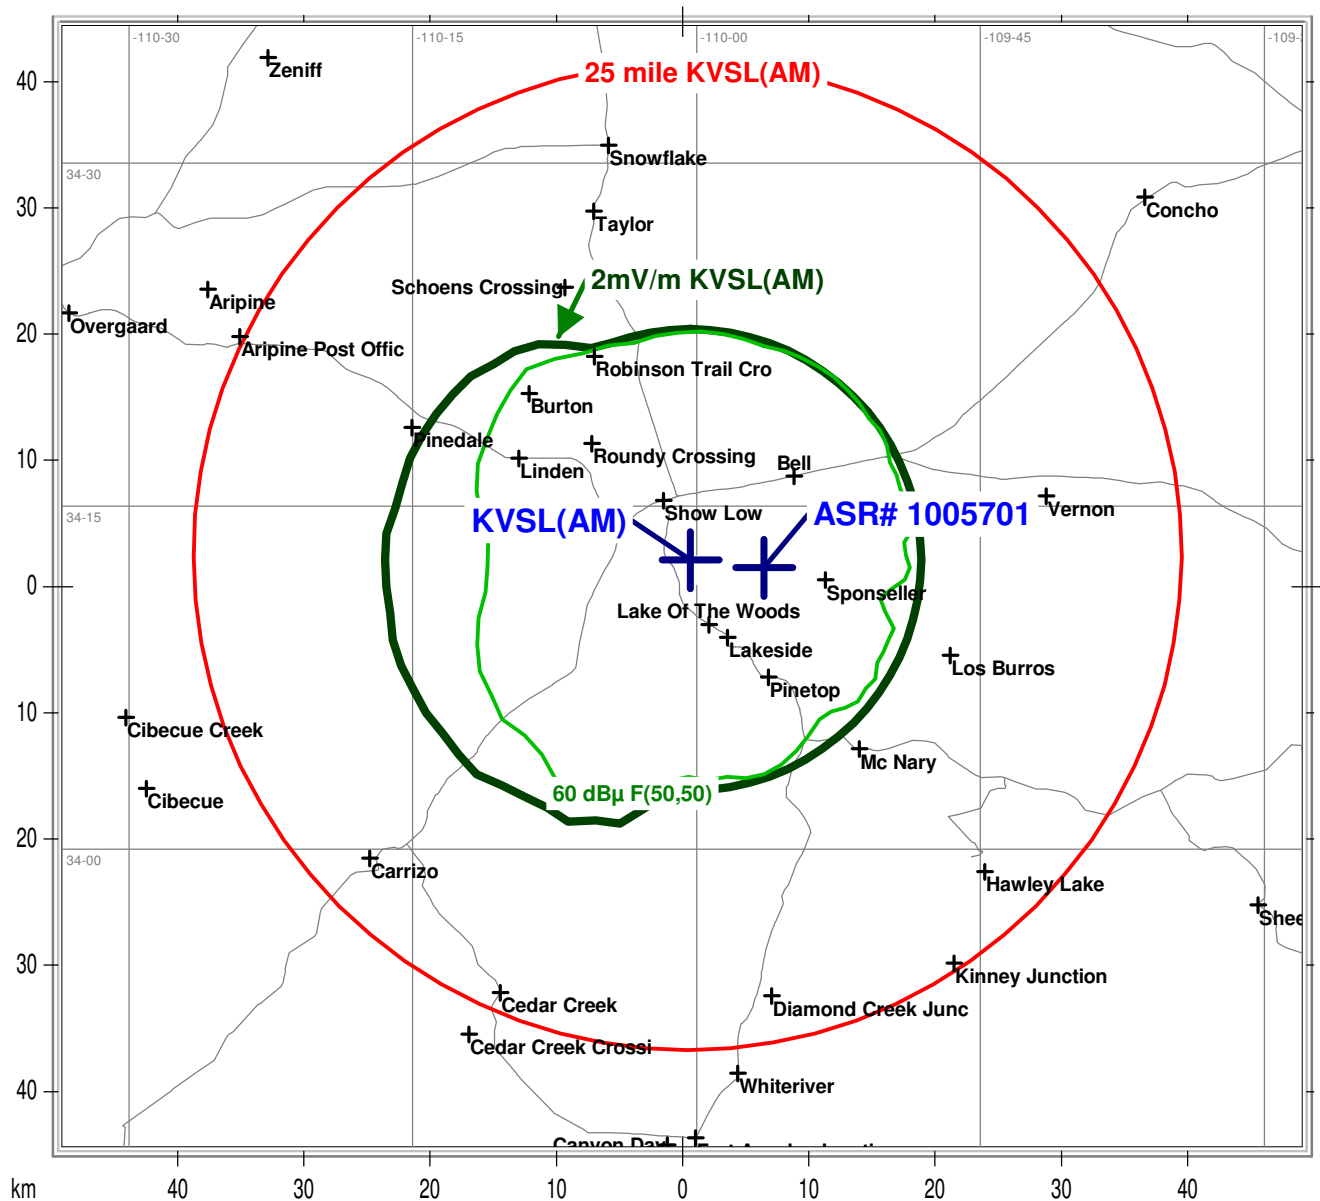 -110-30
-110-15
-110-00
-109-45
40
Zeniff
25 mile KVSL(AM)
Snowflake
34-30
30
Taylor
Concho
Schoens Crossing
2mV/m KVSL(AM)
Aripine
Overgaard
20
Aripine Post Offic
Robinson Trail Cro
Burton
Pinedale
10
Linden
Roundy Crossing
Bell
34-15
Show Low
Vernon
KVSL(AM)
ASR# 1005701
0
Sponseller
Lake Of The Woods
Lakeside
Los Burros
Pinetop
10
Cibecue Creek
Mc Nary
Cibecue
60 dBµ F(50,50)
20
34-00
Carrizo
Hawley Lake
Shee
30
Kinney Junction
Cedar Creek
Diamond Creek Junc
Cedar Creek Crossi
Whiteriver
40
Canyon Day
km 40 30 20 10 0 10 20 30 40